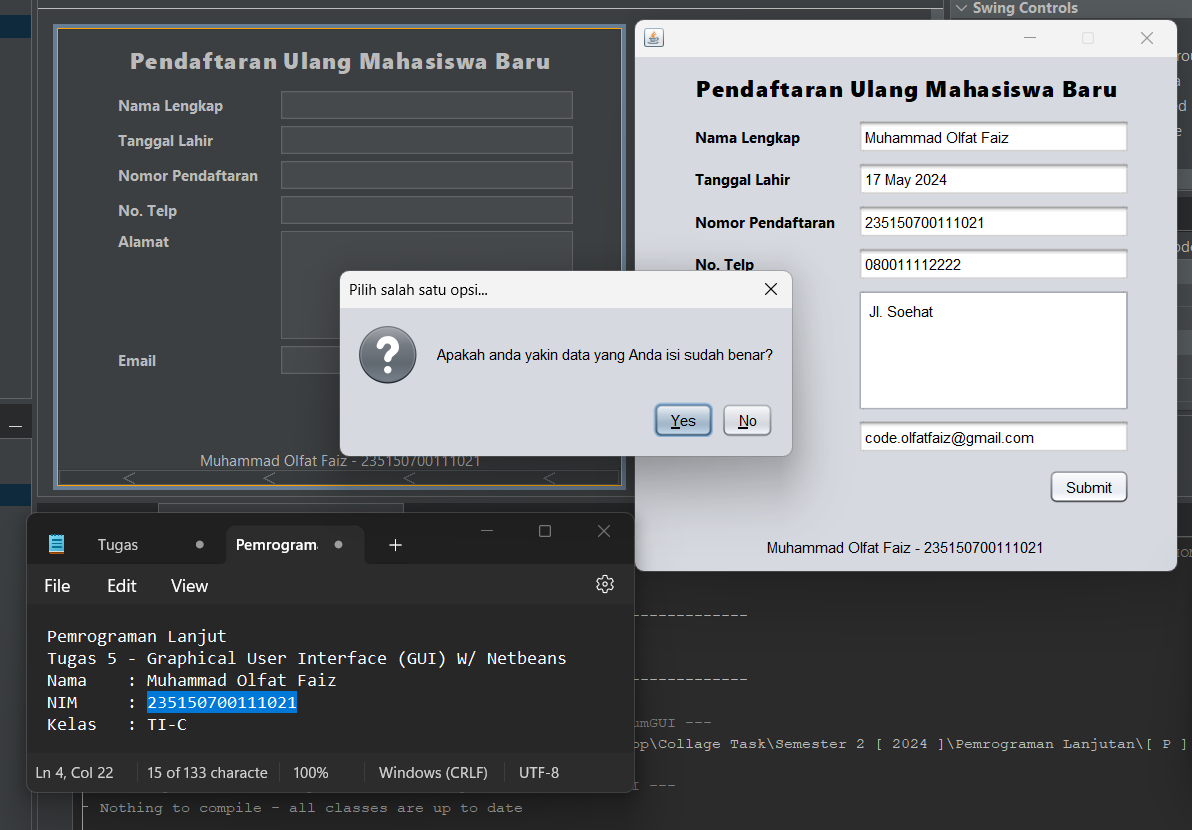 Swing Controls
Pendaftaran Ulang Mahasiswa Baru
Nama Lengkap
Tanggal Lahir
Nomor Pendaftaran
No. Telp
Alamat
Email
Muhammad Olfat Faiz - 235150700111021
Pendaftaran Ulang Mahasiswa Baru
Nama Lengkap Muhammad Olfat Faiz
Tanggal Lahir 17 May 2024
Nomor Pendaftaran 235150700111021
No. Telp 080011112222
Jl. Soehat
code.olfatfaiz@gmail.com
Submit
Muhammad Olfat Faiz - 235150700111021
Pilih salah satu opsi...
Apakah anda yakin data yang Anda isi sudah benar?
Yes No
Tugas Pemrogram
File Edit View
Pemrograman Lanjut
Tugas 5 - Graphical User Interface (GUI) W/ Netbeans
Nama : Muhammad Olfat Faiz
NIM : 235150700111021
Kelas : TI-C
Ln 4, Col 22 15 of 133 characte 100% Windows (CRLF) UTF-8
umGUI ---
op\Collage Task\Semester 2 [ 2024 ]\Pemrograman Lanjutan\[ P ]
I ---
- Nothing to compile - all classes are up to date